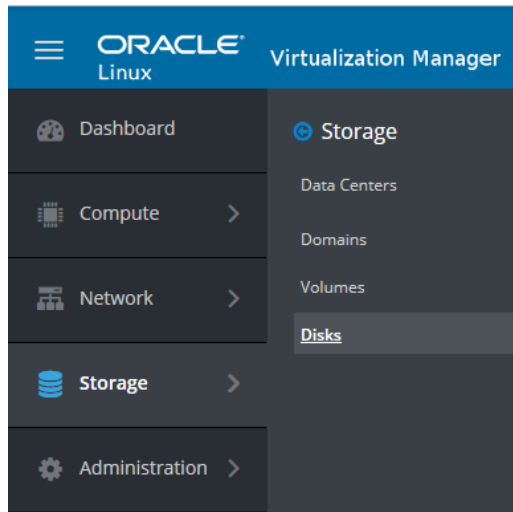 ORACLE
Linux
Virtualization Manager
Dashboard
Compute
Network
Storage
Administration
Storage
Data Centers
Domains
Volumes
Disks